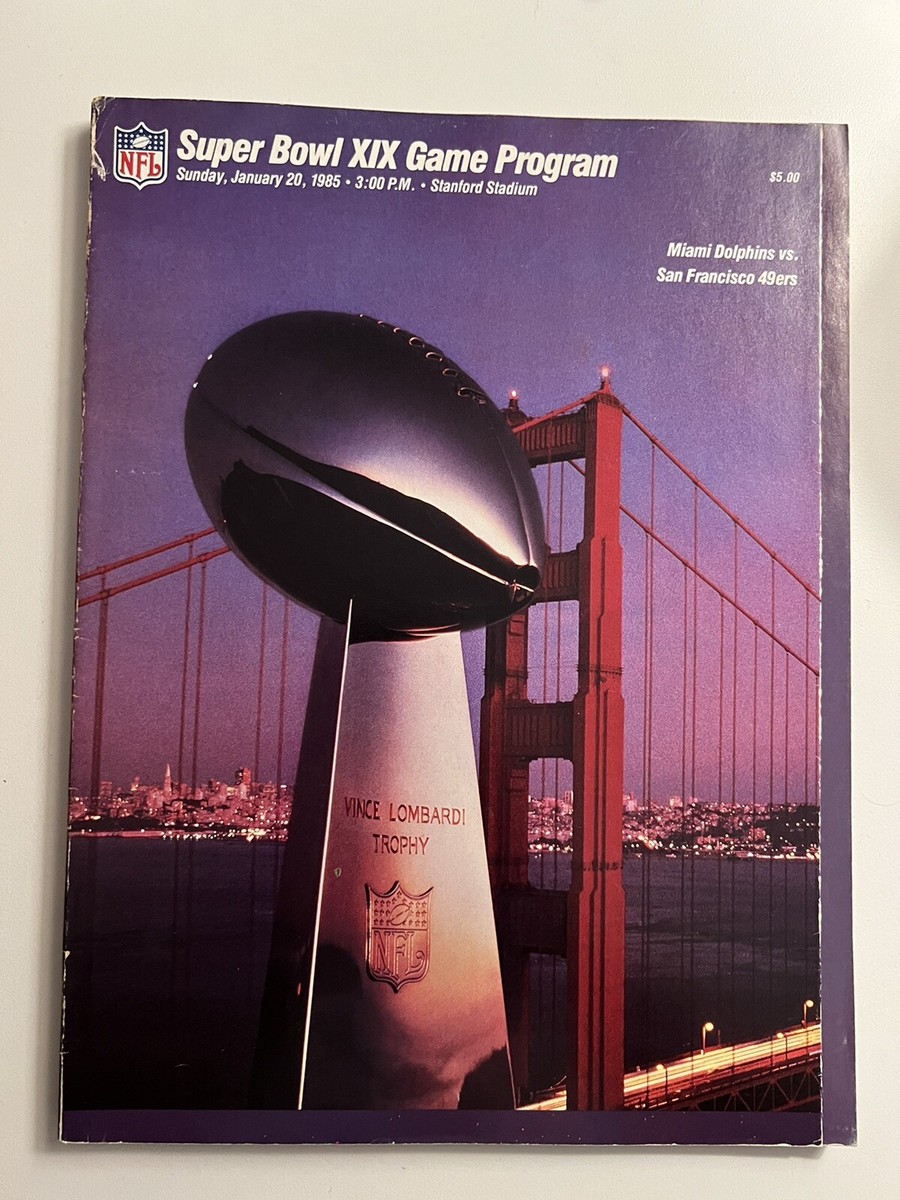 NFL
Super Bowl XIX Game Program
Sunday, January 20, 1985 • 3:00 P.M. • Stanford Stadium
$5.00
Miami Dolphins vs.
San Francisco 49ers
VINCE LOMBARDI
TROPHY
NFL